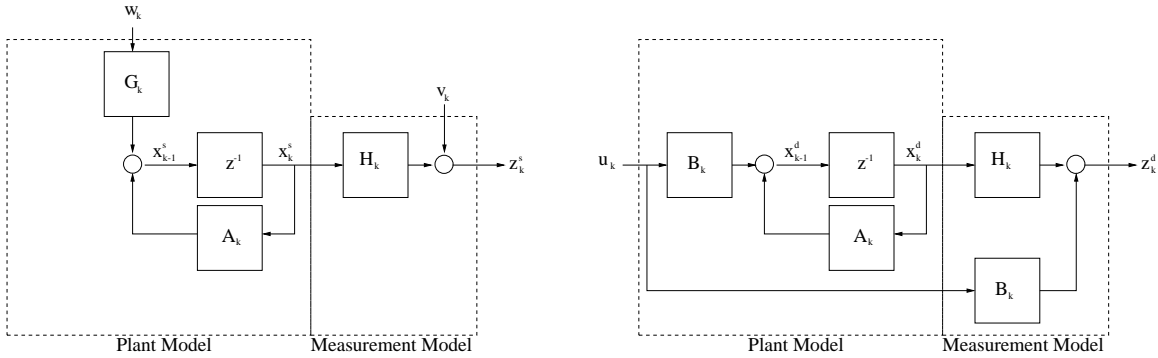 w_k
G_k
x^s_{k-1}
z^{-1}
x^s_k
H_k
v_k
z^s_k
A_k
Plant Model
Measurement Model
u_k
B_k
x^d_{k-1}
z^{-1}
x^d_k
H_k
z^d_k
A_k
B_k
Plant Model
Measurement Model